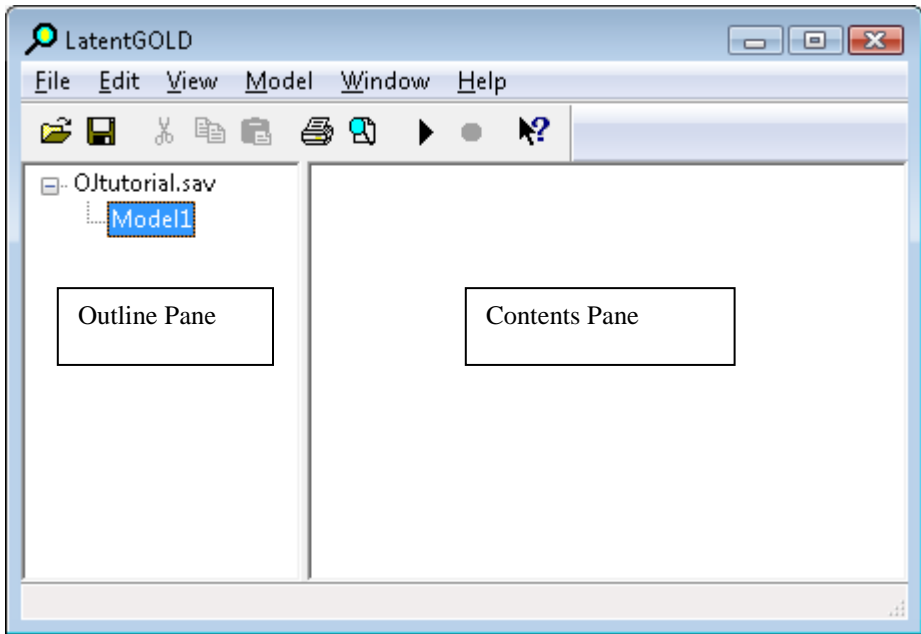 LatentGOLD
File Edit View Model Window Help
OJtutorial.sav
Model1
Outline Pane
Contents Pane